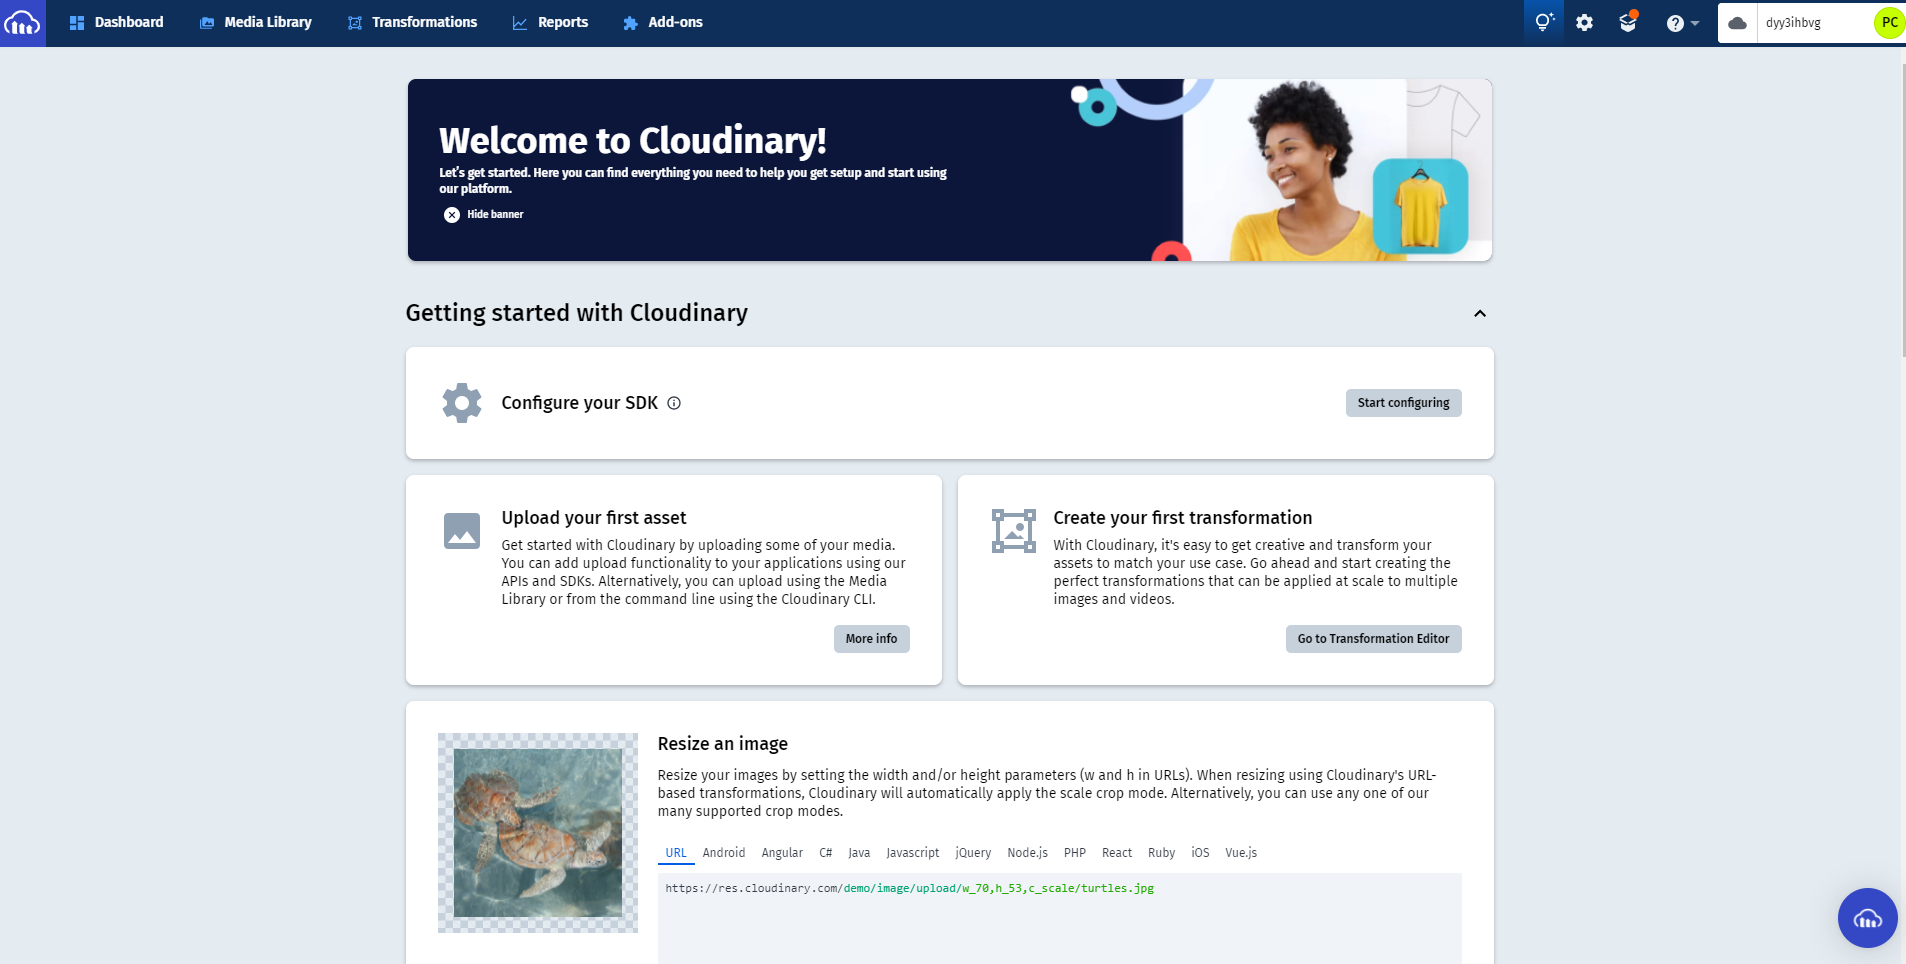 Dashboard
Media Library
Transformations
Reports
Add-ons
dyy3ihbvg
PC
Welcome to Cloudinary!
Let's get started. Here you can find everything you need to help you get setup and start using
our platform.
Hide banner
Getting started with Cloudinary
Configure your SDK
Start configuring
Upload your first asset
Get started with Cloudinary by uploading some of your media.
You can add upload functionality to your applications using our
APIs and SDKs. Alternatively, you can upload using the Media
Library or from the command line using the Cloudinary CLI.
More info
Create your first transformation
With Cloudinary, it's easy to get creative and transform your
assets to match your use case. Go ahead and start creating the
perfect transformations that can be applied at scale to multiple
images and videos.
Go to Transformation Editor
Resize an image
Resize your images by setting the width and/or height parameters (w and h in URLs). When resizing using Cloudinary's URL-
based transformations, Cloudinary will automatically apply the scale crop mode. Alternatively, you can use any one of our
many supported crop modes.
URL Android Angular C# Java Javascript jQuery Node.js PHP React Ruby iOS Vue.js
https://res.cloudinary.com/demo/image/upload/w_70,h_53,c_scale/turtles.jpg